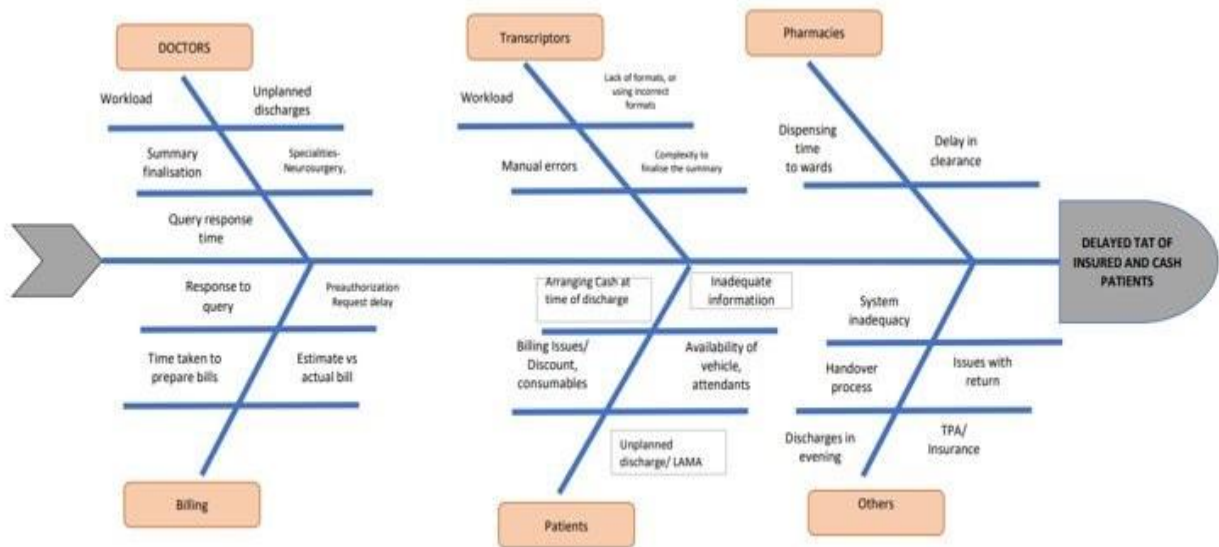 DOCTORS
Transcriptors
Pharmacies
Workload
Unplanned
discharges
Workload
Lack of formats, or
using incorrect
formats
Summary
finalisation
Specialities-
Neurosurgery,
Manual errors
Complexity to
finalise the summary
Dispensing
time
to wards
Delay in
clearance
Query response
time
DELAYED TAT OF
INSURED AND CASH
PATIENTS
Response to
query
Preauthorization
Request delay
Arranging Cash at
time of discharge
Inadequate
informatiion
System
inadequacy
Time taken to
prepare bills
Estimate vs
actual bill
Billing Issues/
Discount,
consumables
Availability of
vehicle,
attendants
Handover
process
Issues with
return
Unplanned
discharge/ LAMA
Discharges in
evening
TPA/
Insurance
Billing
Patients
Others